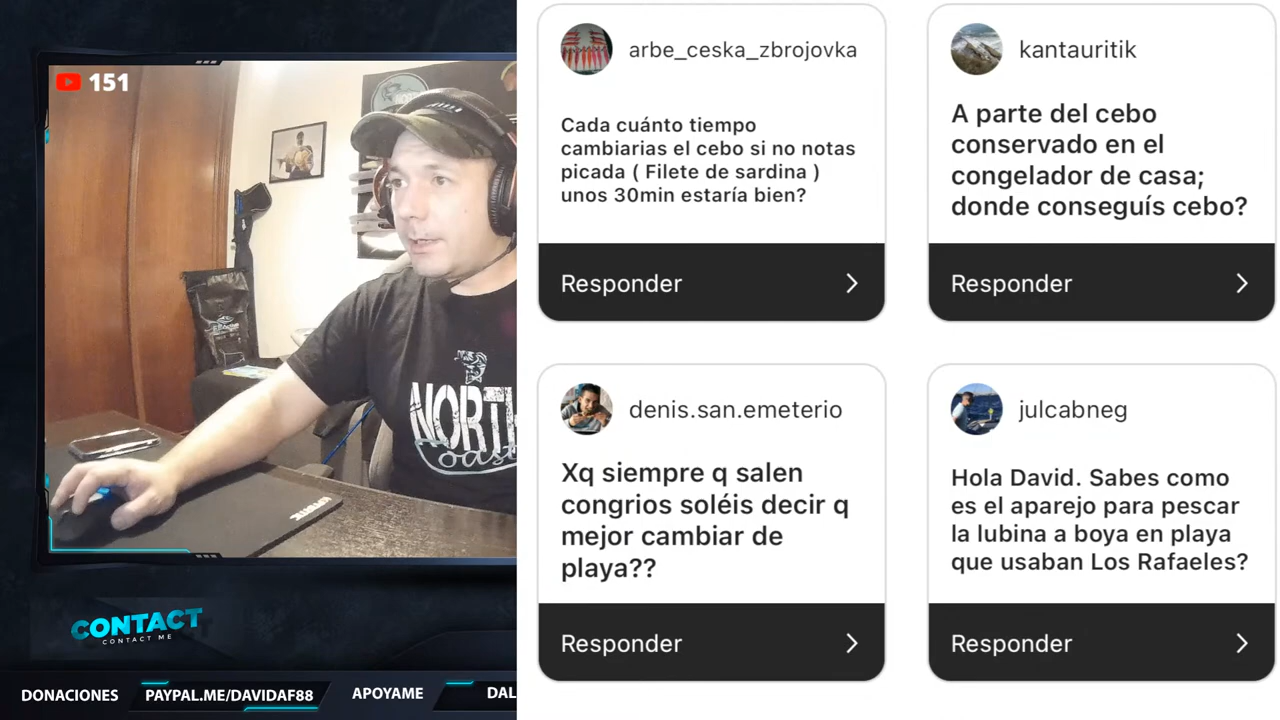 151
NORTH
Coast
CONTACT
CONTACT ME
DONACIONES
PAYPAL.ME/DAVIDAF88
APOYAME
DAL
arbe_ceska_zbrojovka
Cada cuánto tiempo
cambiarias el cebo si no notas
picada ( Filete de sardina )
unos 30min estaría bien?
Responder
kantauritik
A parte del cebo
conservado en el
congelador de casa;
donde conseguís cebo?
Responder
denis.san.emeterio
Xq siempre q salen
congrios soléis decir q
mejor cambiar de
playa??
Responder
julcabneg
Hola David. Sabes como
es el aparejo para pescar
la lubina a boya en playa
que usaban Los Rafaeles?
Responder